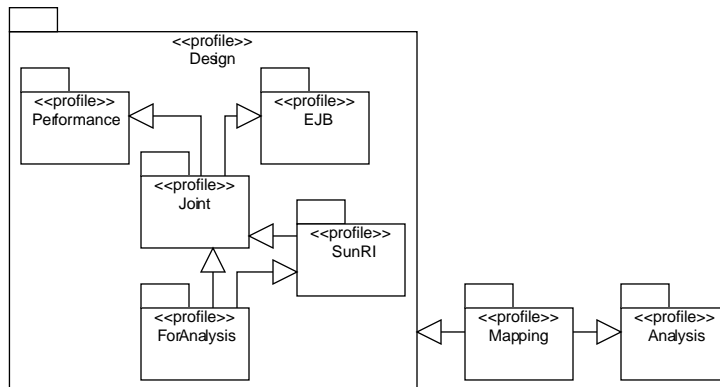 <<profile>>
Design
<<profile>>
Performance
<<profile>>
EJB
<<profile>>
Joint
<<profile>>
SunRI
<<profile>>
ForAnalysis
<<profile>>
Mapping
<<profile>>
Analysis